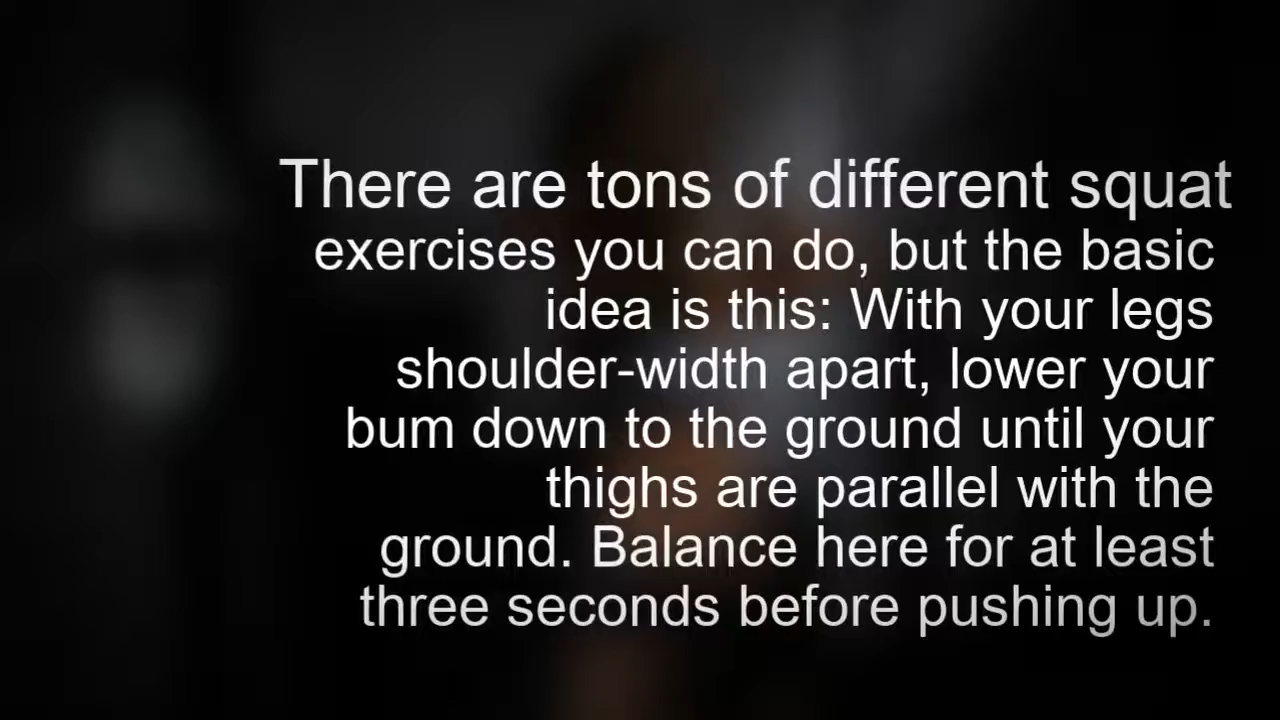 There are tons of different squat
exercises you can do, but the basic
idea is this: With your legs
shoulder-width apart, lower your
bum down to the ground until your
thighs are parallel with the
ground. Balance here for at least
three seconds before pushing up.